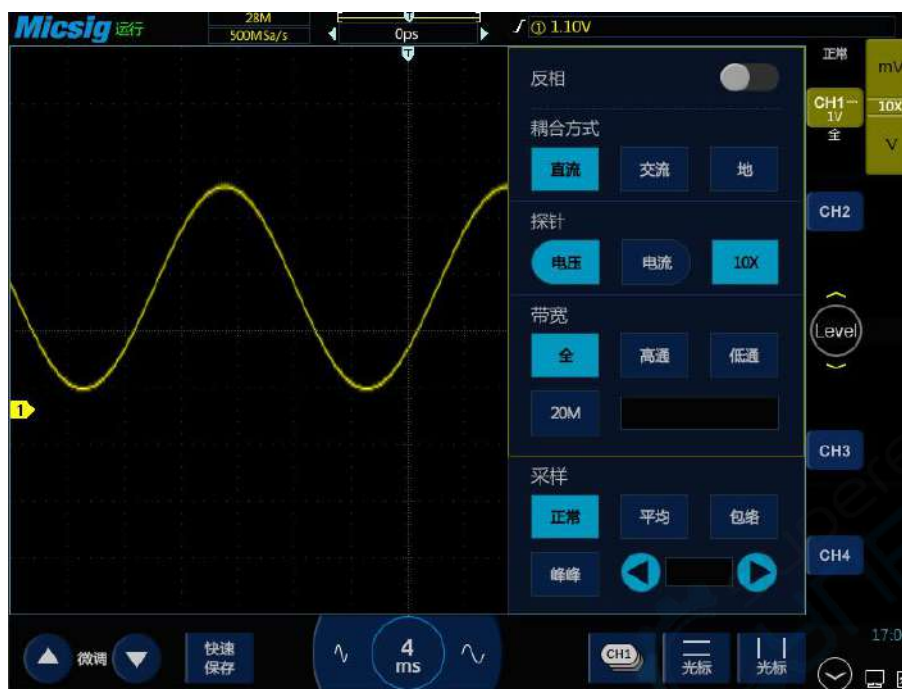 Micsig 运行
28M
500MSa/s
T
0ps
① 1.10V
T
反相
耦合方式
直流 交流 地
探针
电压 电流 10X
带宽
全 高通 低通
20M
采样
正常 平均 包络
峰峰
正常
CH1
1V
全
mV
10X
V
CH2
Level
CH3
CH4
1
微调
快速
保存
4
ms
CH1
光标
光标
17:0